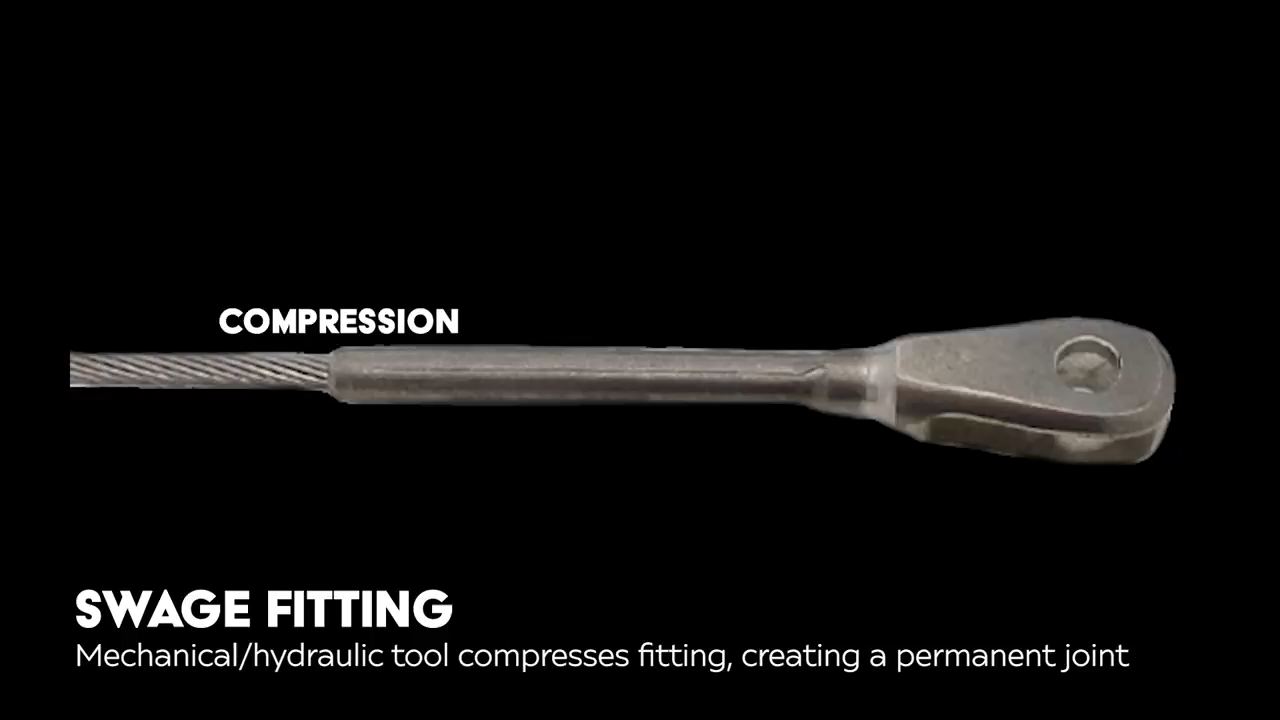 COMPRESSION
SWAGE FITTING
Mechanical/hydraulic tool compresses fitting, creating a permanent joint